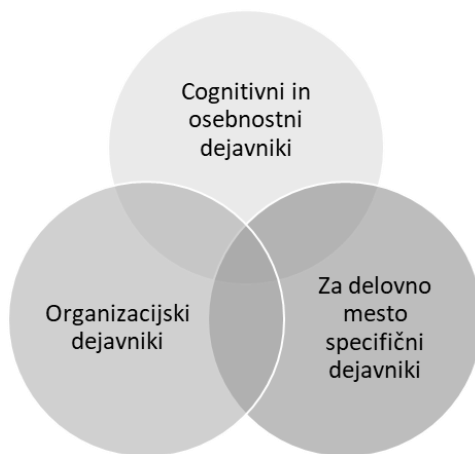 Cognitivni in
osebnostni
dejavniki
Organizacijski
dejavniki
Za delovno
mesto
specifični
dejavniki